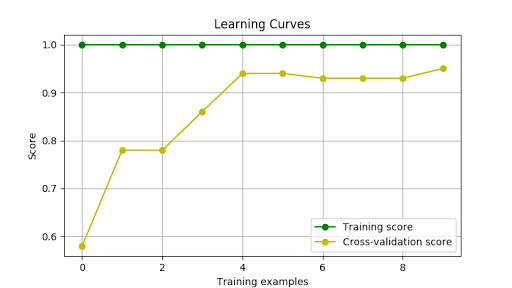 Learning Curves
1.0
0.9
0.8
0.7
0.6
Score
0 2 4 6 8
Training examples
Training score
Cross-validation score